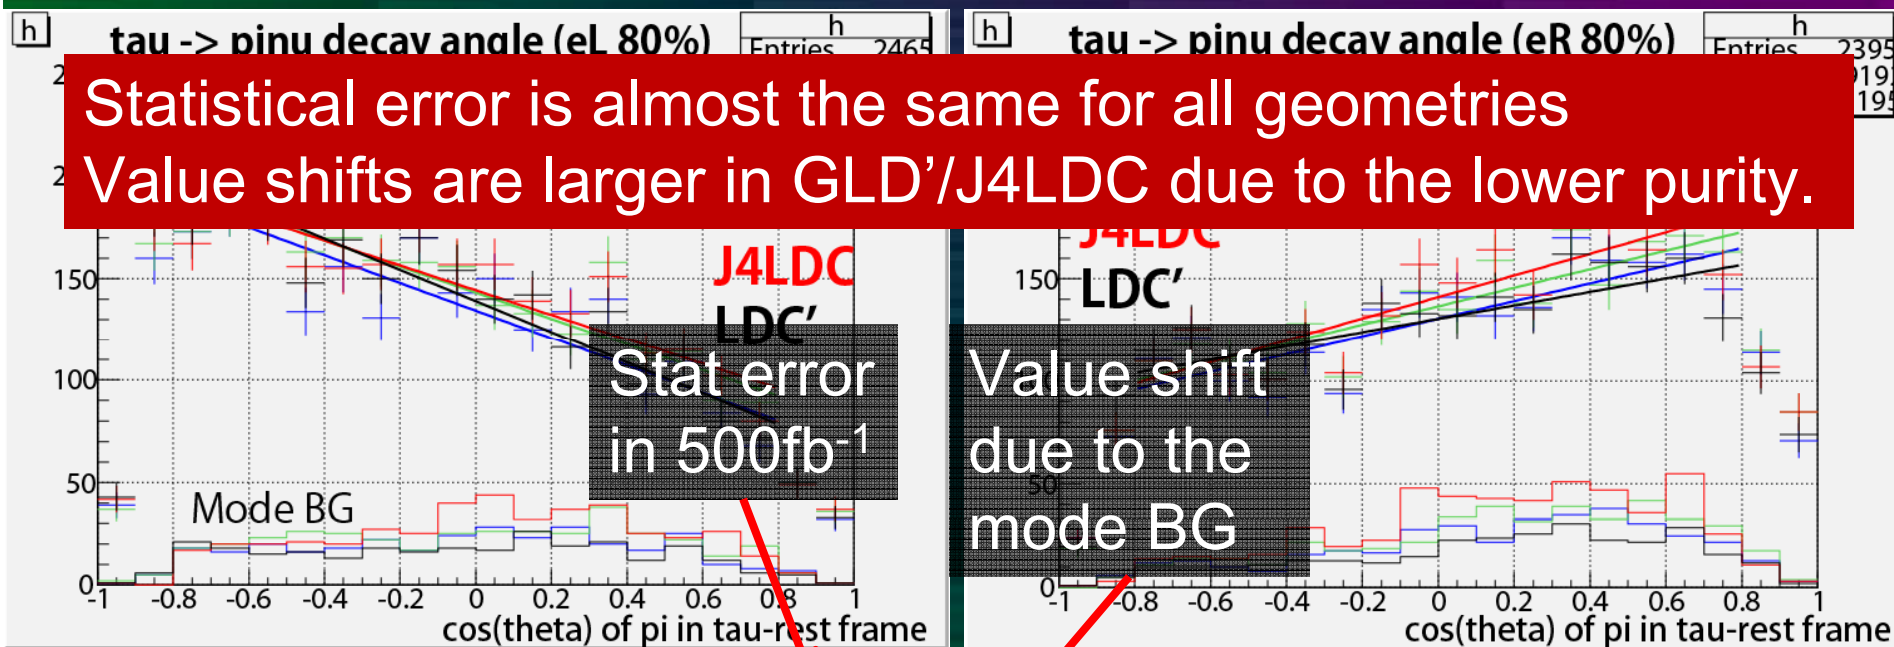 h
tau -> pinu decay angle (eL 80%)
h
Entries 2465
h
tau -> pinu decay angle (eR 80%)
h
Entries 2395
Statistical error is almost the same for all geometries
Value shifts are larger in GLD’/J4LDC due to the lower purity.
J4LDC
LDC’
150
100
50
0
Stat error
in 500fb-1
Mode BG
-1 -0.8 -0.6 -0.4 -0.2 0 0.2 0.4 0.6 0.8 1
cos(theta) of pi in tau-rest frame
J4LDC
LDC’
150
50
0
Value shift
due to the
mode BG
-1 -0.8 -0.6 -0.4 -0.2 0 0.2 0.4 0.6 0.8 1
cos(theta) of pi in tau-rest frame